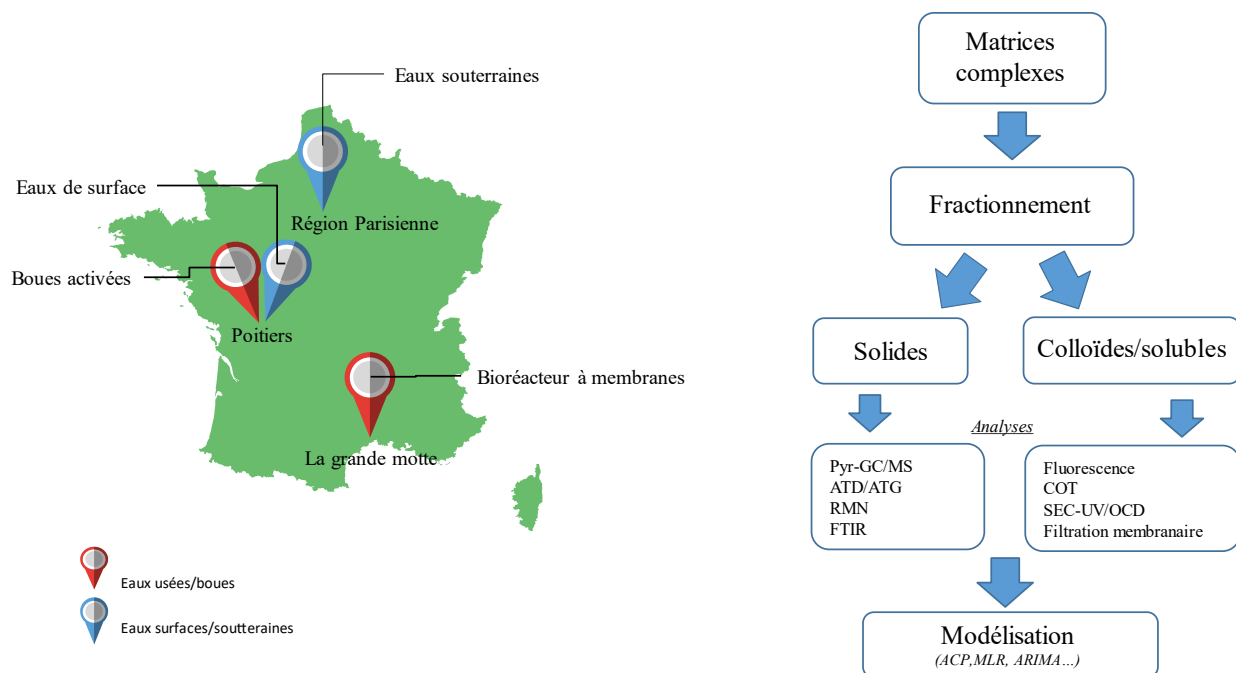 Eaux souterraines
Eaux de surface
Région Parisienne
Boues activées
Poitiers
Bioréacteur à membranes
La grande motte
Eaux usées/boues
Eaux surfaces/soutteraines
Matrices
complexes
Fractionnement
Solides
Colloïdes/solubles
Analyses
Pyr-GC/MS
ATD/ATG
RMN
FTIR
Fluorescence
COT
SEC-UV/OCD
Filtration membranaire
Modélisation
(ACP,MLR, ARIMA…)